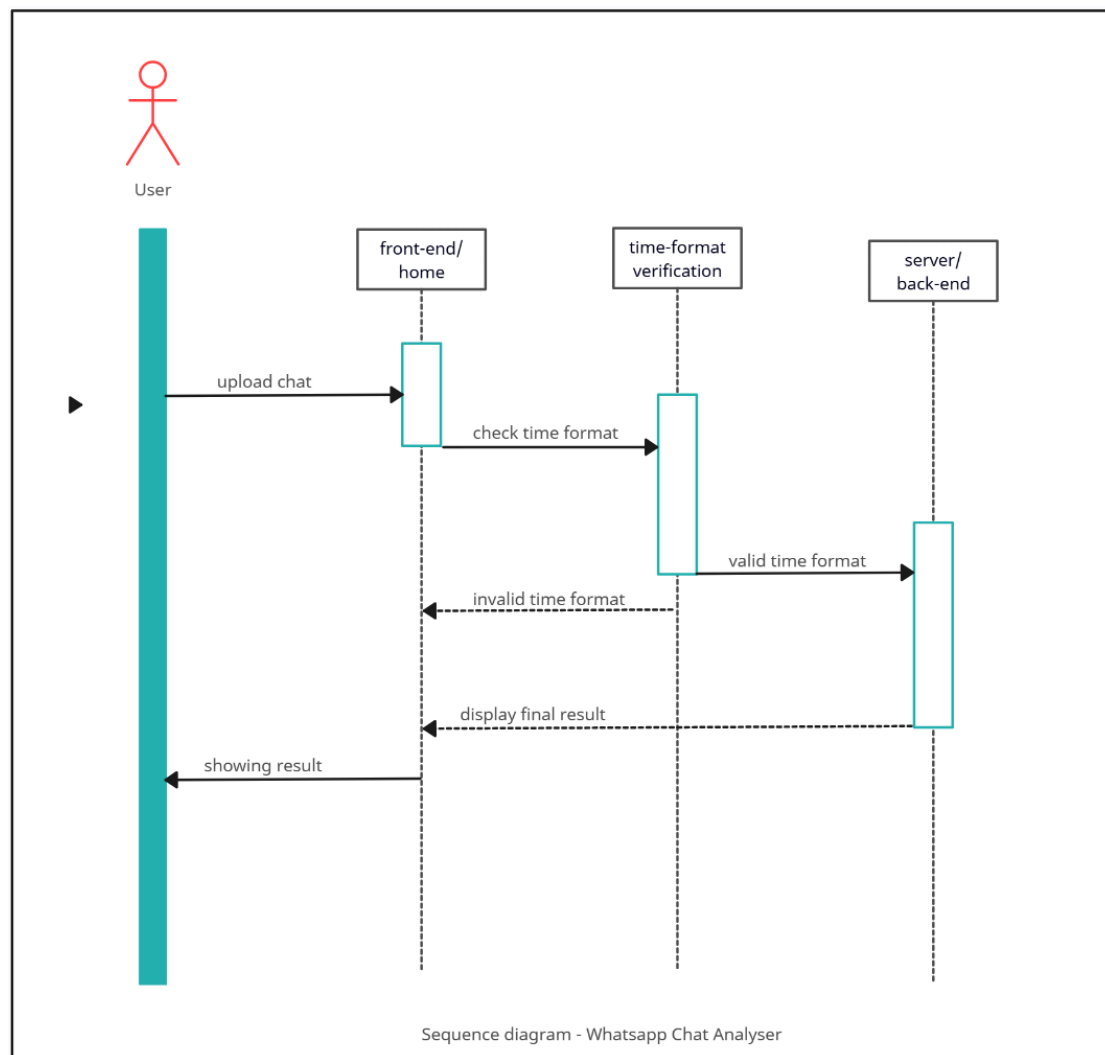 User
front-end/
home
time-format
verification
server/
back-end
upload chat
check time format
valid time format
invalid time format
display final result
showing result
Sequence diagram - Whatsapp Chat Analyser